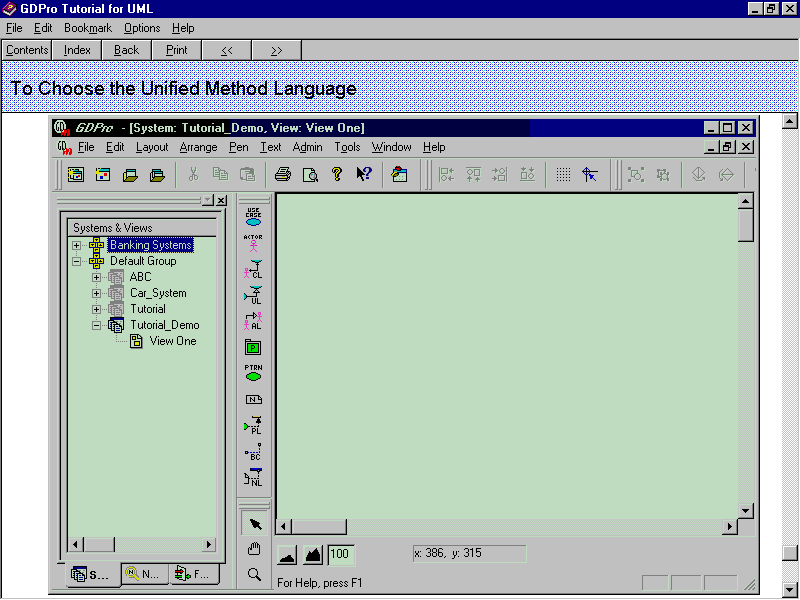 GDPro Tutorial for UML
File Edit Bookmark Options Help
Contents Index Back Print << >>
To Choose the Unified Method Language
GDPro - [System: Tutorial_Demo, View: View One]
File Edit Layout Arrange Pen Text Admin Tools Window Help
Systems & Views
Banking Systems
Default Group
ABC
Car_System
Tutorial
Tutorial_Demo
View One
S... N... F...
USE
CASE
ACTOR
CL
UL
AL
P
PTRN
N
PL
BC
NL
100
x: 386, y: 315
For Help, press F1